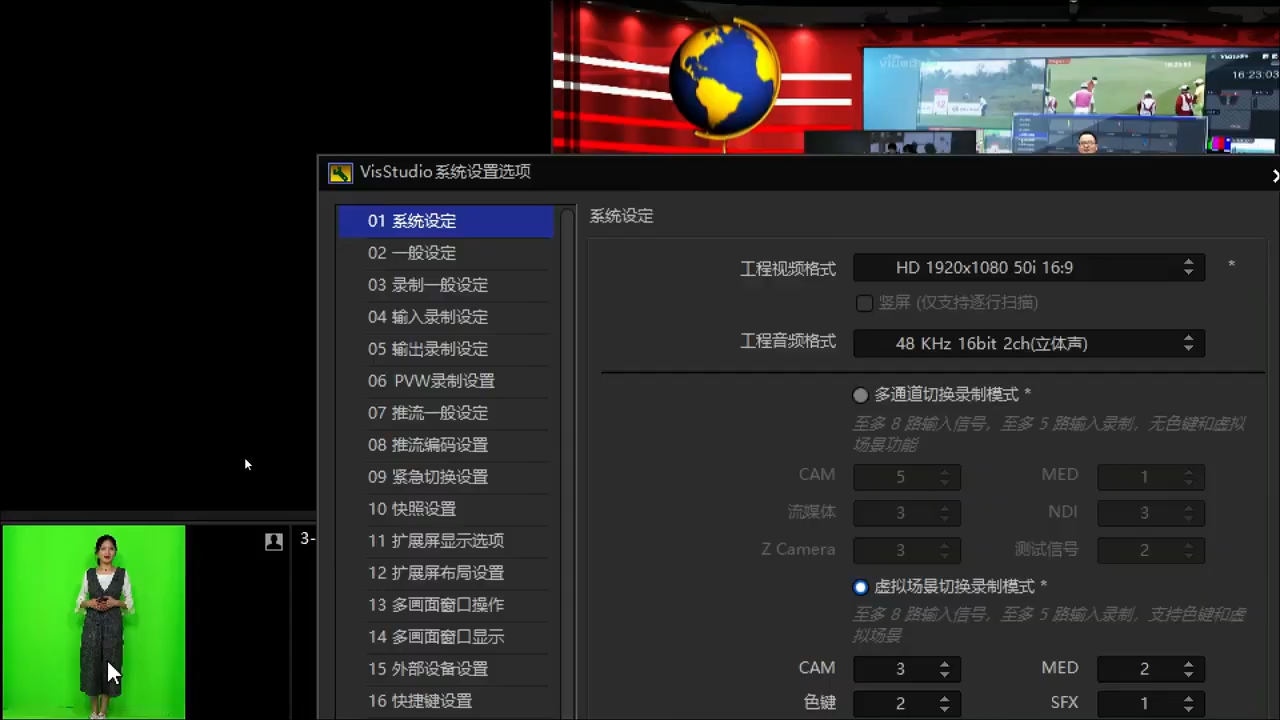 16:23:03
VisStudio系统设置选项
01 系统设定
02 一般设定
03 录制一般设定
04 输入录制设定
05 输出录制设定
06 PVW录制设置
07 推流一般设定
08 推流编码设置
09 紧急切换设置
10 快照设置
11 扩展屏显示选项
12 扩展屏布局设置
13 多画面窗口操作
14 多画面窗口显示
15 外部设备设置
16 快捷键设置
系统设定
工程视频格式 HD 1920x1080 50i 16:9 *
竖屏 (仅支持逐行扫描)
工程音频格式 48 KHz 16bit 2ch(立体声)
多通道切换录制模式 *
至多 8 路输入信号，至多 5 路输入录制，无色键和虚拟
场景功能
CAM 5 MED 1
流媒体 3 NDI 3
Z Camera 3 测试信号 2
虚拟场景切换录制模式 *
至多 8 路输入信号，至多 5 路输入录制，支持色键和虚
拟场景
CAM 3 MED 2
色键 2 SFX 1
3-